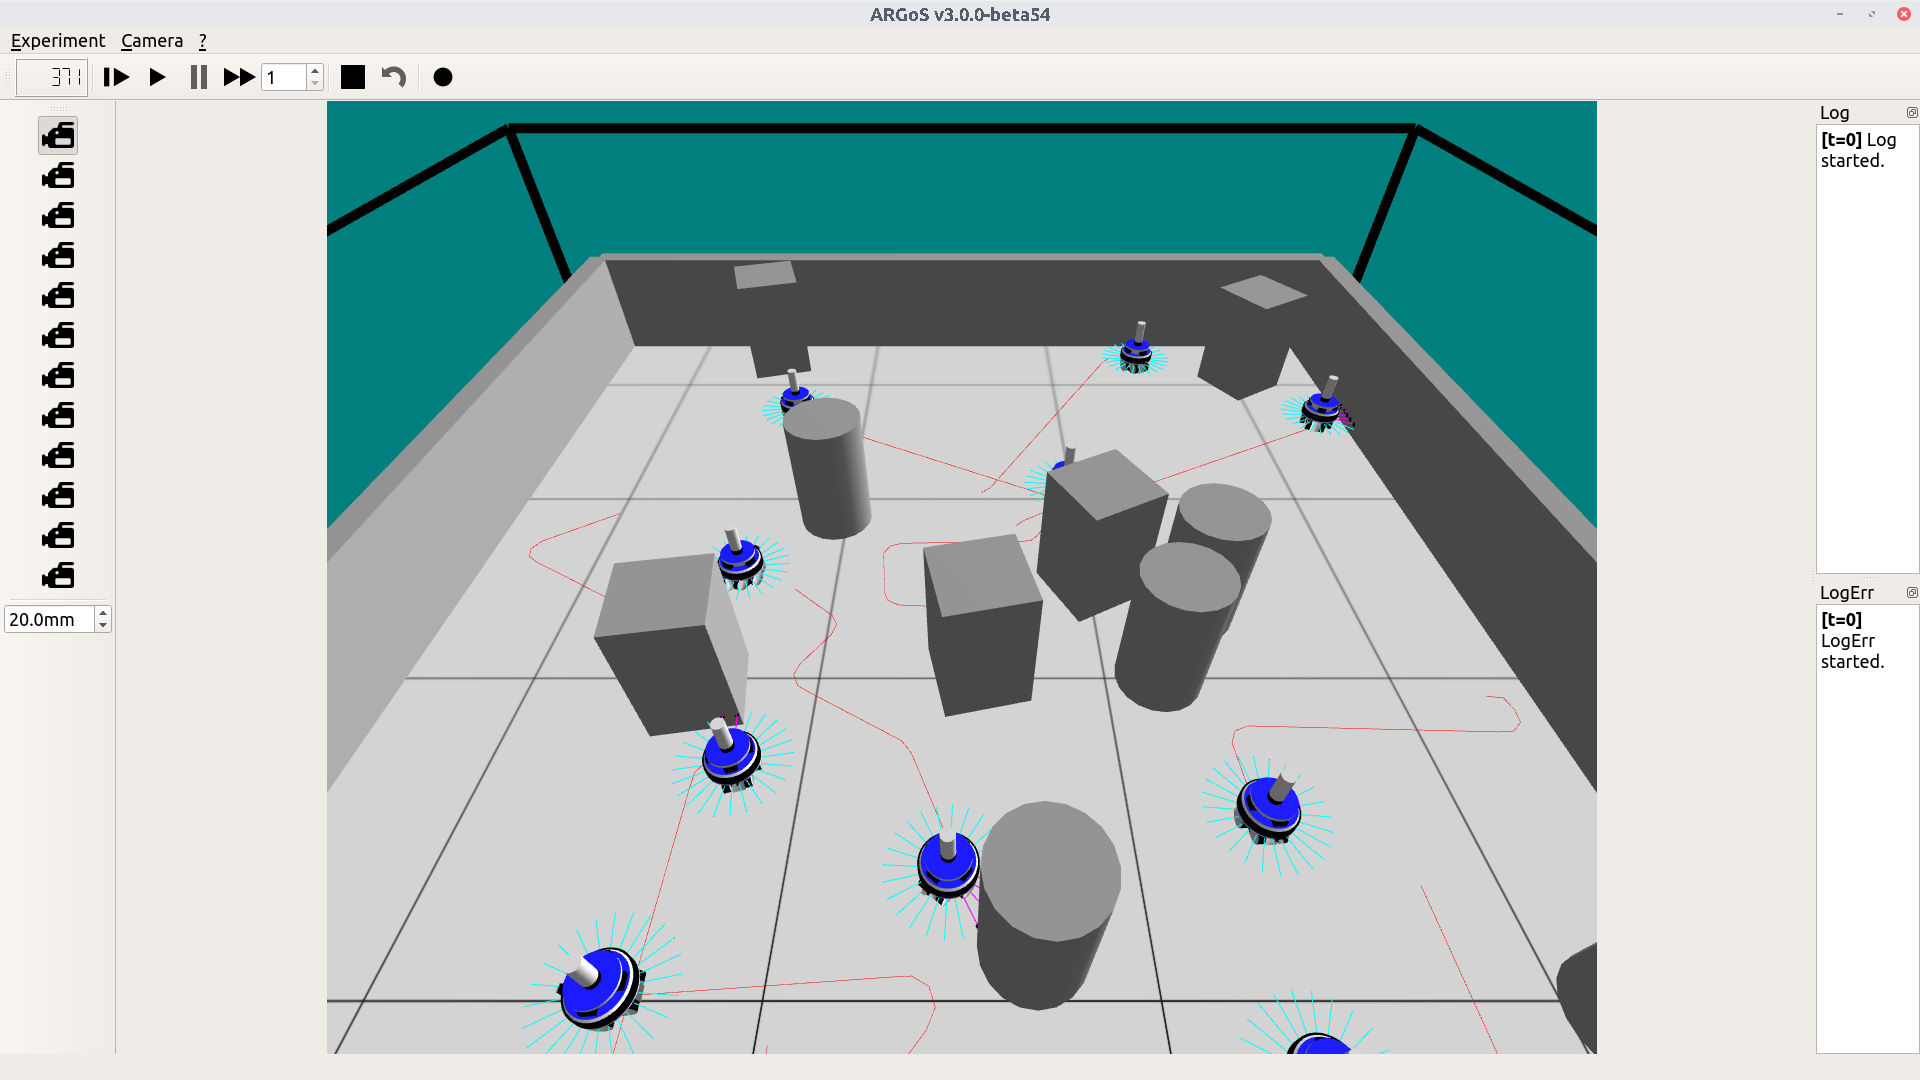 ARGoS v3.0.0-beta54
Experiment Camera ?
371
1
Log
[t=0] Log
started.
20.0mm
LogErr
[t=0]
LogErr
started.